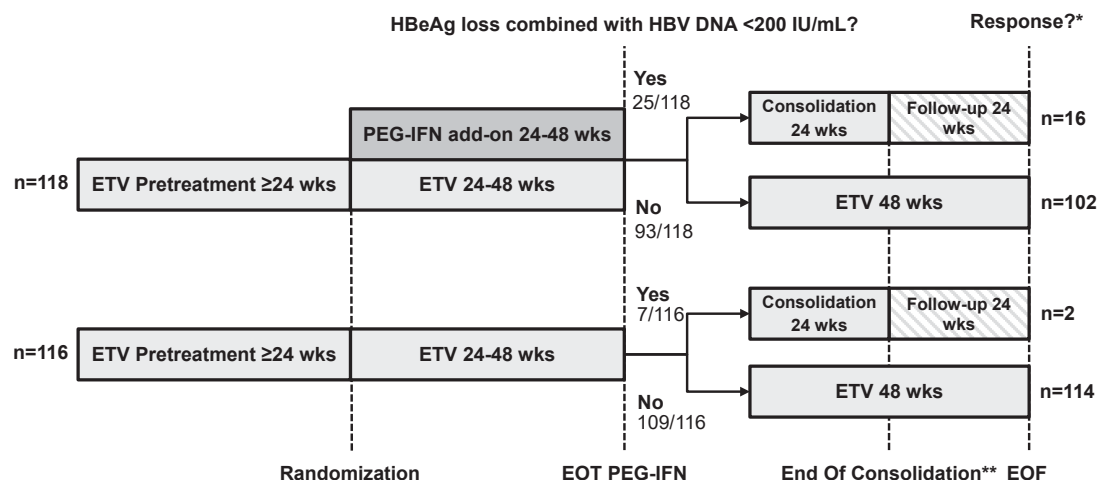 HBeAg loss combined with HBV DNA <200 IU/mL?
Response?*
Yes
25/118
PEG-IFN add-on 24-48 wks
Consolidation
24 wks
Follow-up 24
wks
n=16
n=118
ETV Pretreatment ≥24 wks
ETV 24-48 wks
No
93/118
ETV 48 wks
n=102
Yes
7/116
Consolidation
24 wks
Follow-up 24
wks
n=2
n=116
ETV Pretreatment ≥24 wks
ETV 24-48 wks
No
109/116
ETV 48 wks
n=114
Randomization
EOT PEG-IFN
End Of Consolidation**
EOF